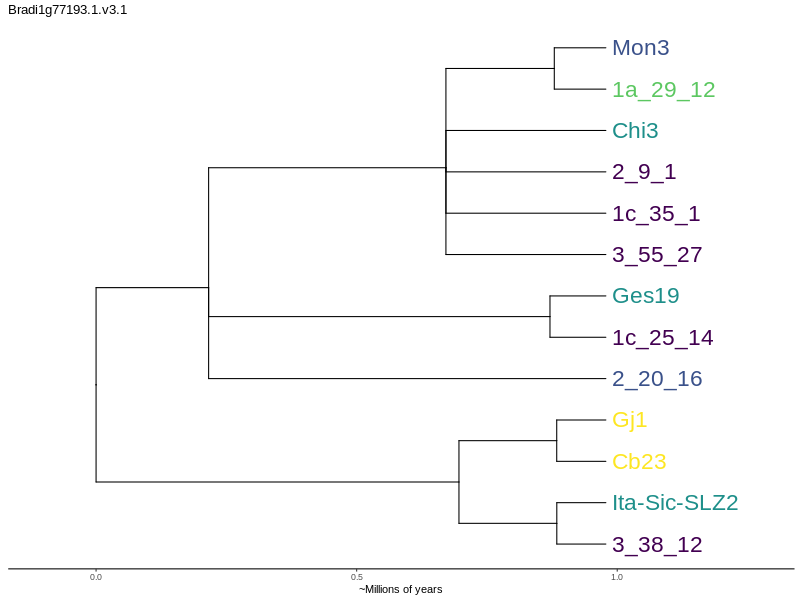 Bradi1g77193.1.v3.1
Mon3
1a_29_12
Chi3
2_9_1
1c_35_1
3_55_27
Ges19
1c_25_14
2_20_16
Gj1
Cb23
Ita-Sic-SLZ2
3_38_12
0.0 0.5 1.0
~Millions of years